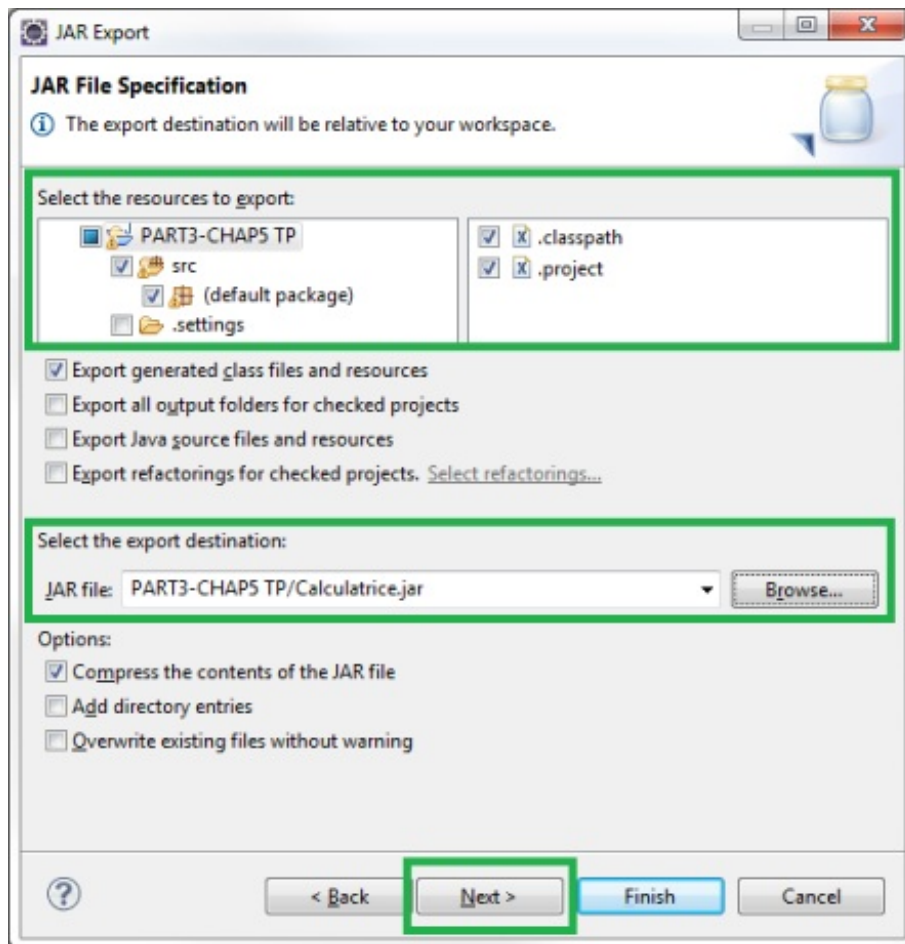 JAR Export
JAR File Specification
The export destination will be relative to your workspace.
Select the resources to export:
PART3-CHAP5 TP
src
(default package)
.settings
.classpath
.project
Export generated class files and resources
Export all output folders for checked projects
Export Java source files and resources
Export refactorings for checked projects. Select refactorings...
Select the export destination:
JAR file: PART3-CHAP5 TP/Calculatrice.jar Browse...
Options:
Compress the contents of the JAR file
Add directory entries
Overwrite existing files without warning
? < Back Next > Finish Cancel